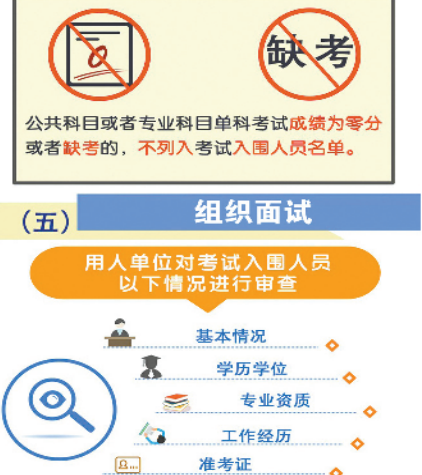 0
缺考
公共科目或者专业科目单科考试成绩为零分
或者缺考的，不列入考试入围人员名单。
（五）
组织面试
用人单位对考试入围人员
以下情况进行审查
基本情况
学历学位
专业资质
工作经历
准考证